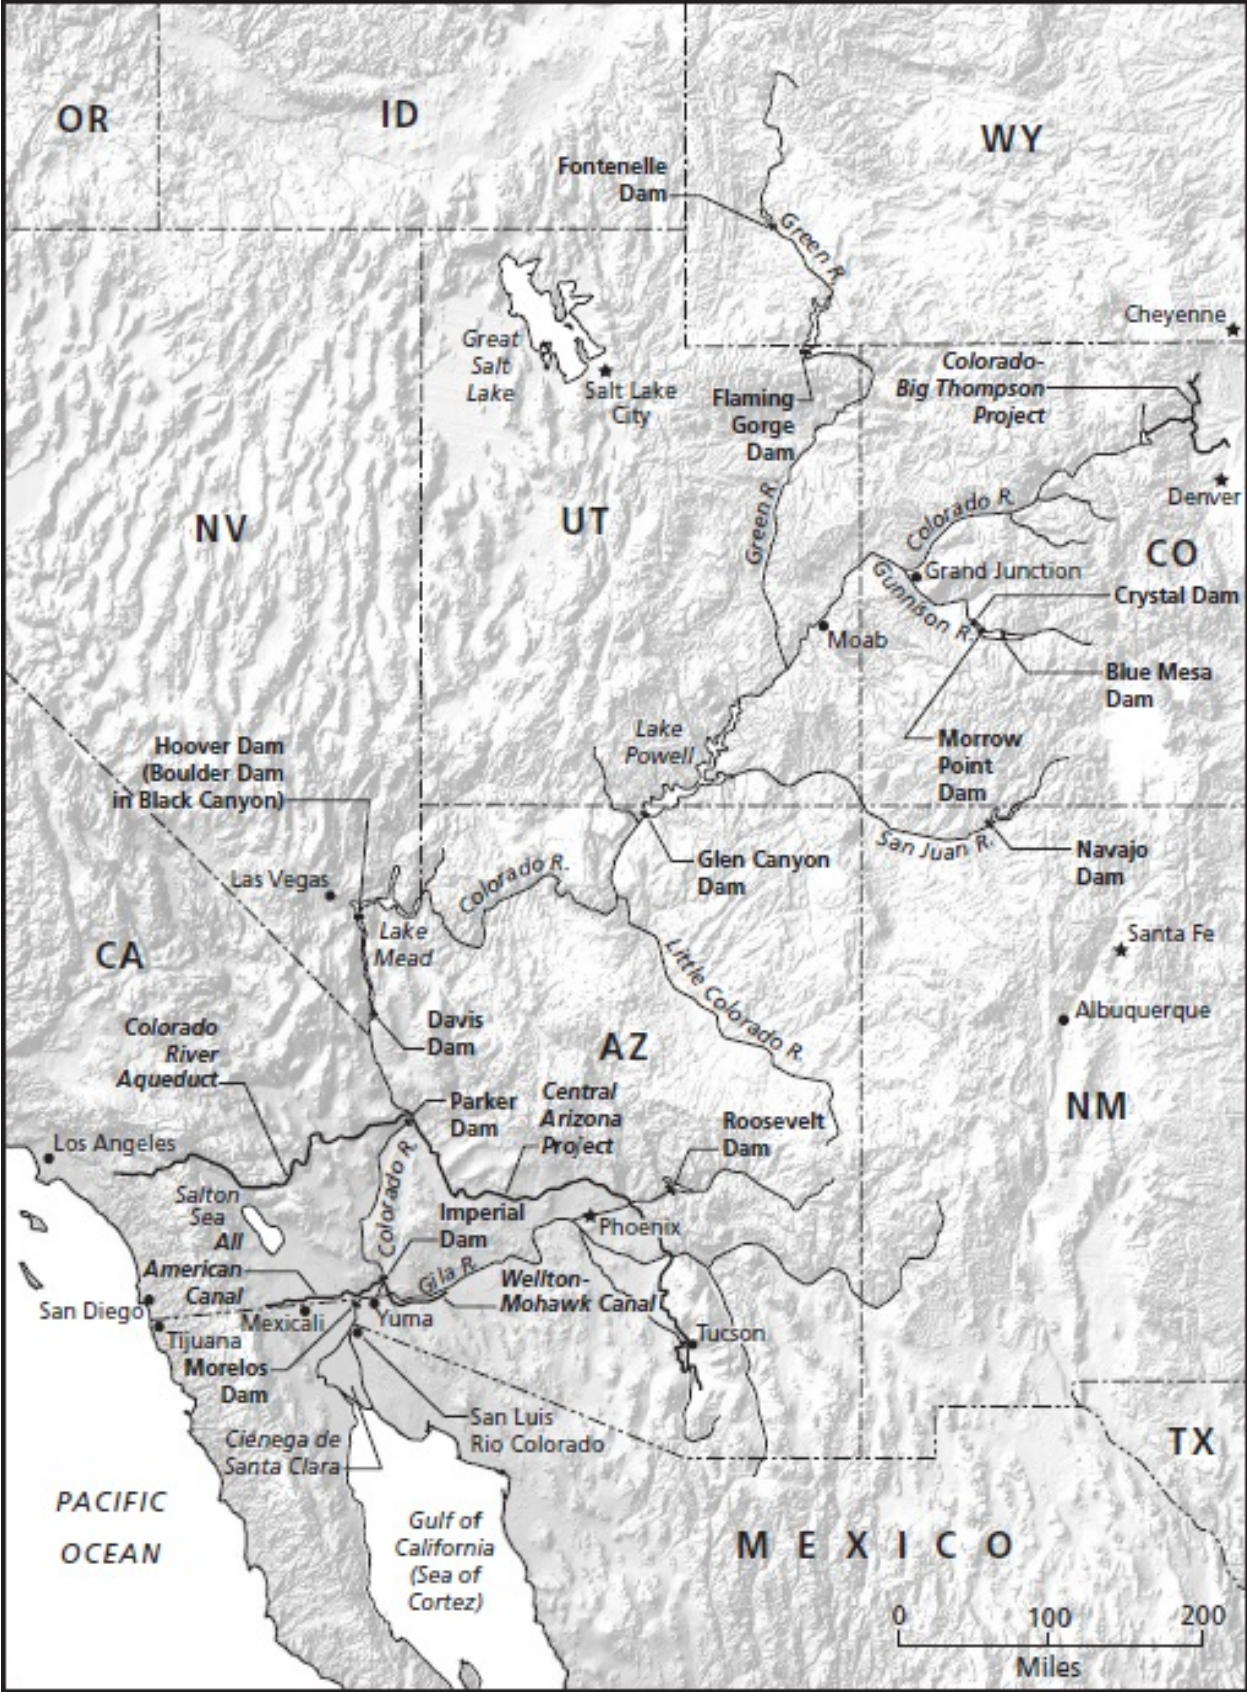 OR
ID
WY
Fontenelle
Dam
Green R.
Cheyenne
Great
Salt
Lake
Salt Lake
City
Flaming
Gorge
Dam
Colorado-
Big Thompson
Project
Denver
NV
UT
Green R.
Colorado R.
CO
Grand Junction
Gunnison R.
Crystal Dam
Moab
Blue Mesa
Dam
Lake
Powell
Morrow
Point
Dam
Hoover Dam
(Boulder Dam
in Black Canyon)
San Juan R.
Navajo
Dam
Glen Canyon
Dam
Las Vegas
Colorado R.
Lake
Mead
Santa Fe
CA
Little Colorado R.
Albuquerque
Colorado
River
Aqueduct
Davis
Dam
AZ
Central
Arizona
Project
Parker
Dam
Roosevelt
Dam
NM
Los Angeles
Colorado R.
Salton
Sea
All
American
Canal
Imperial
Dam
Phoenix
Gila R.
Wellton-
Mohawk Canal
San Diego
Tijuana
Mexicali
Yuma
Tucson
Morelos
Dam
San Luis
Rio Colorado
Ciénega de
Santa Clara
TX
PACIFIC
OCEAN
Gulf of
California
(Sea of
Cortez)
MEXICO
0 100 200
Miles